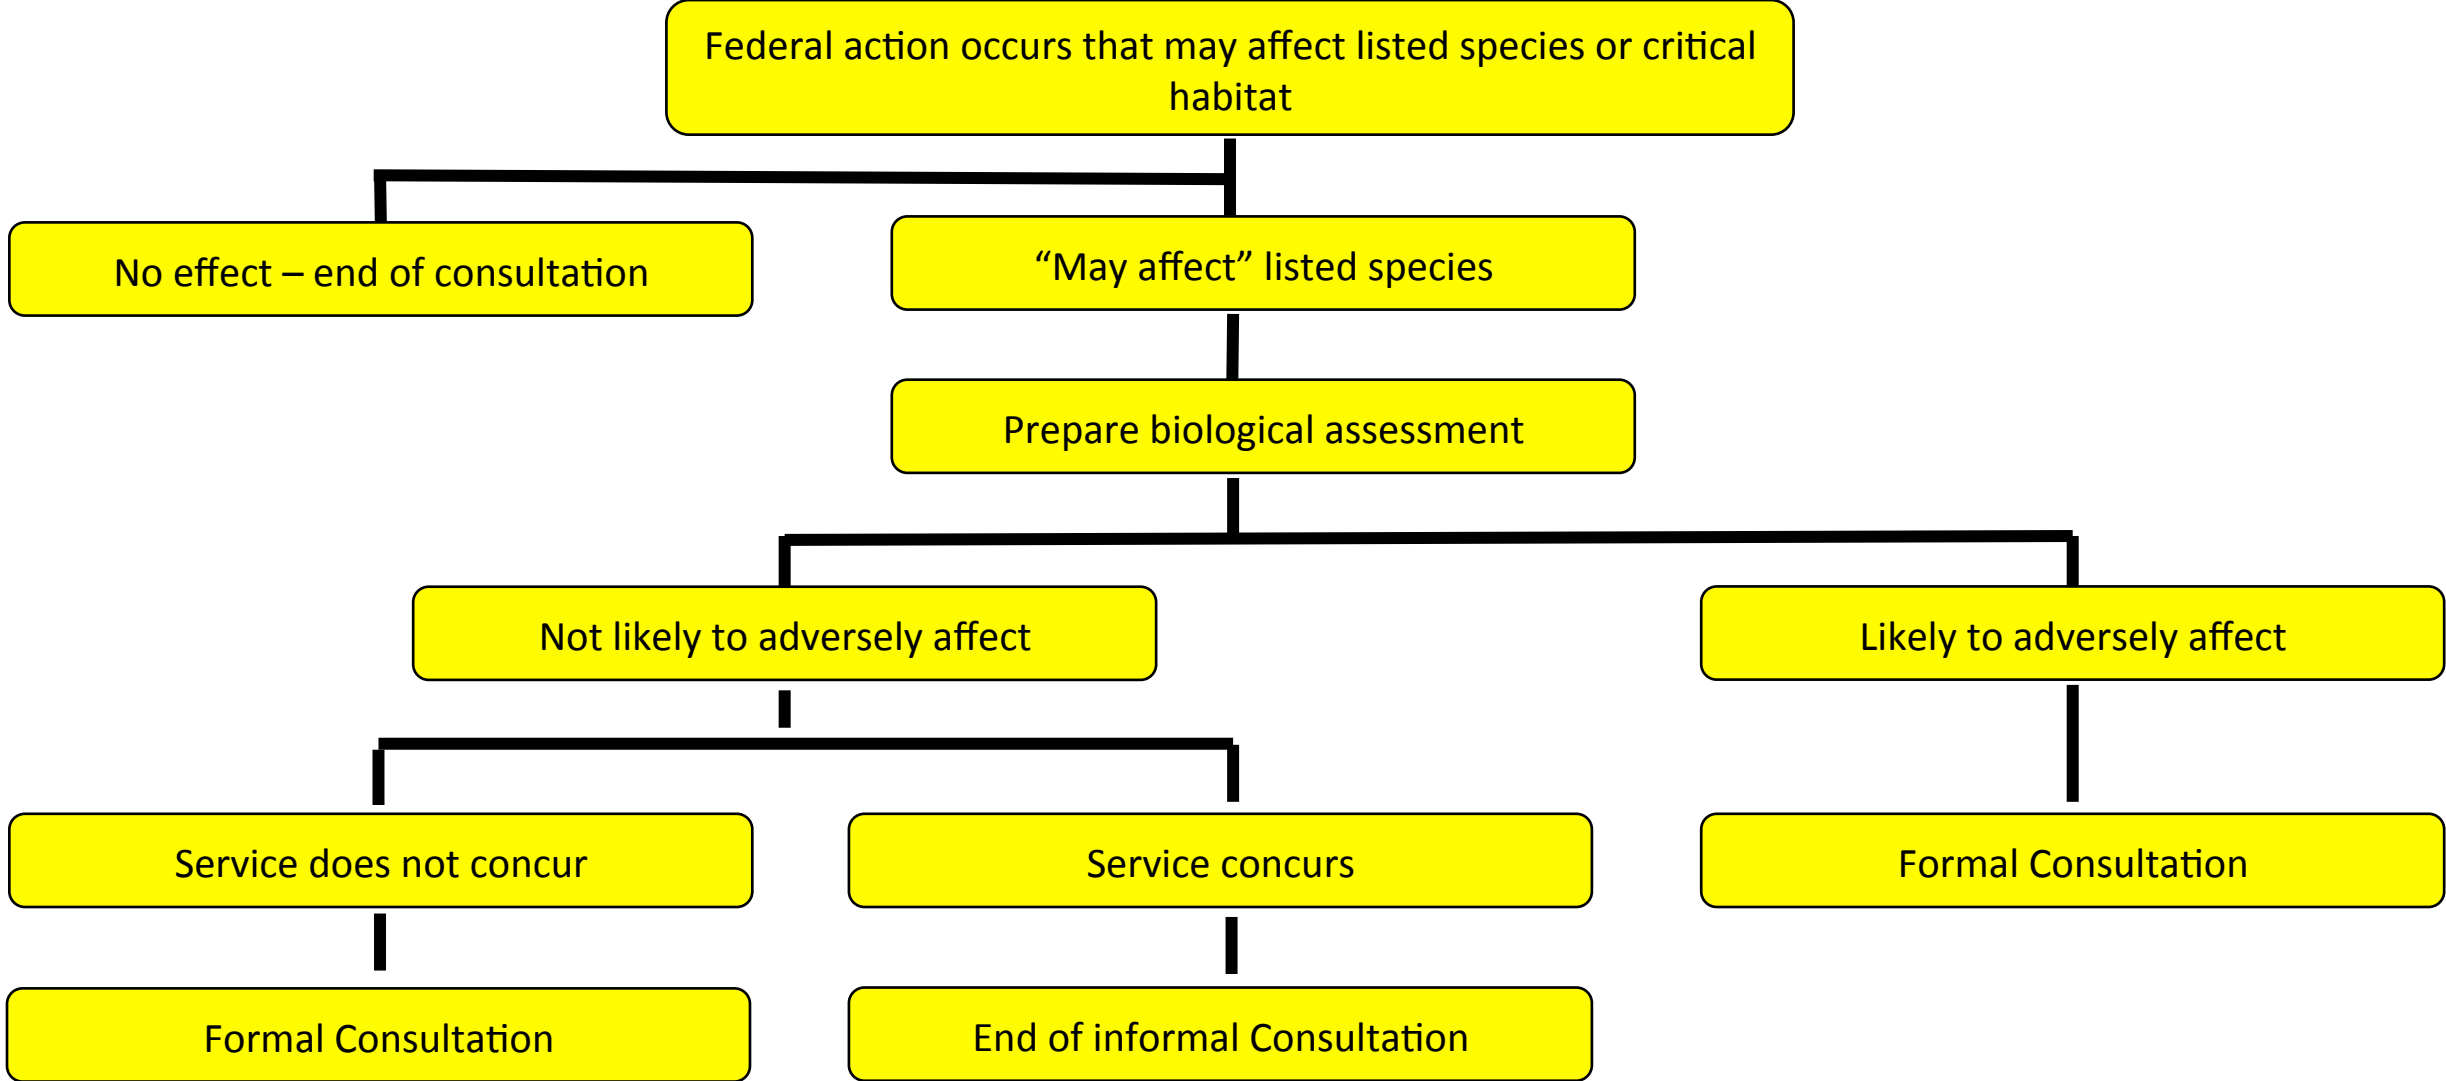 Federal action occurs that may affect listed species or critical
habitat
No effect – end of consultation
“May affect” listed species
Prepare biological assessment
Not likely to adversely affect
Likely to adversely affect
Service does not concur
Service concurs
Formal Consultation
Formal Consultation
End of informal Consultation